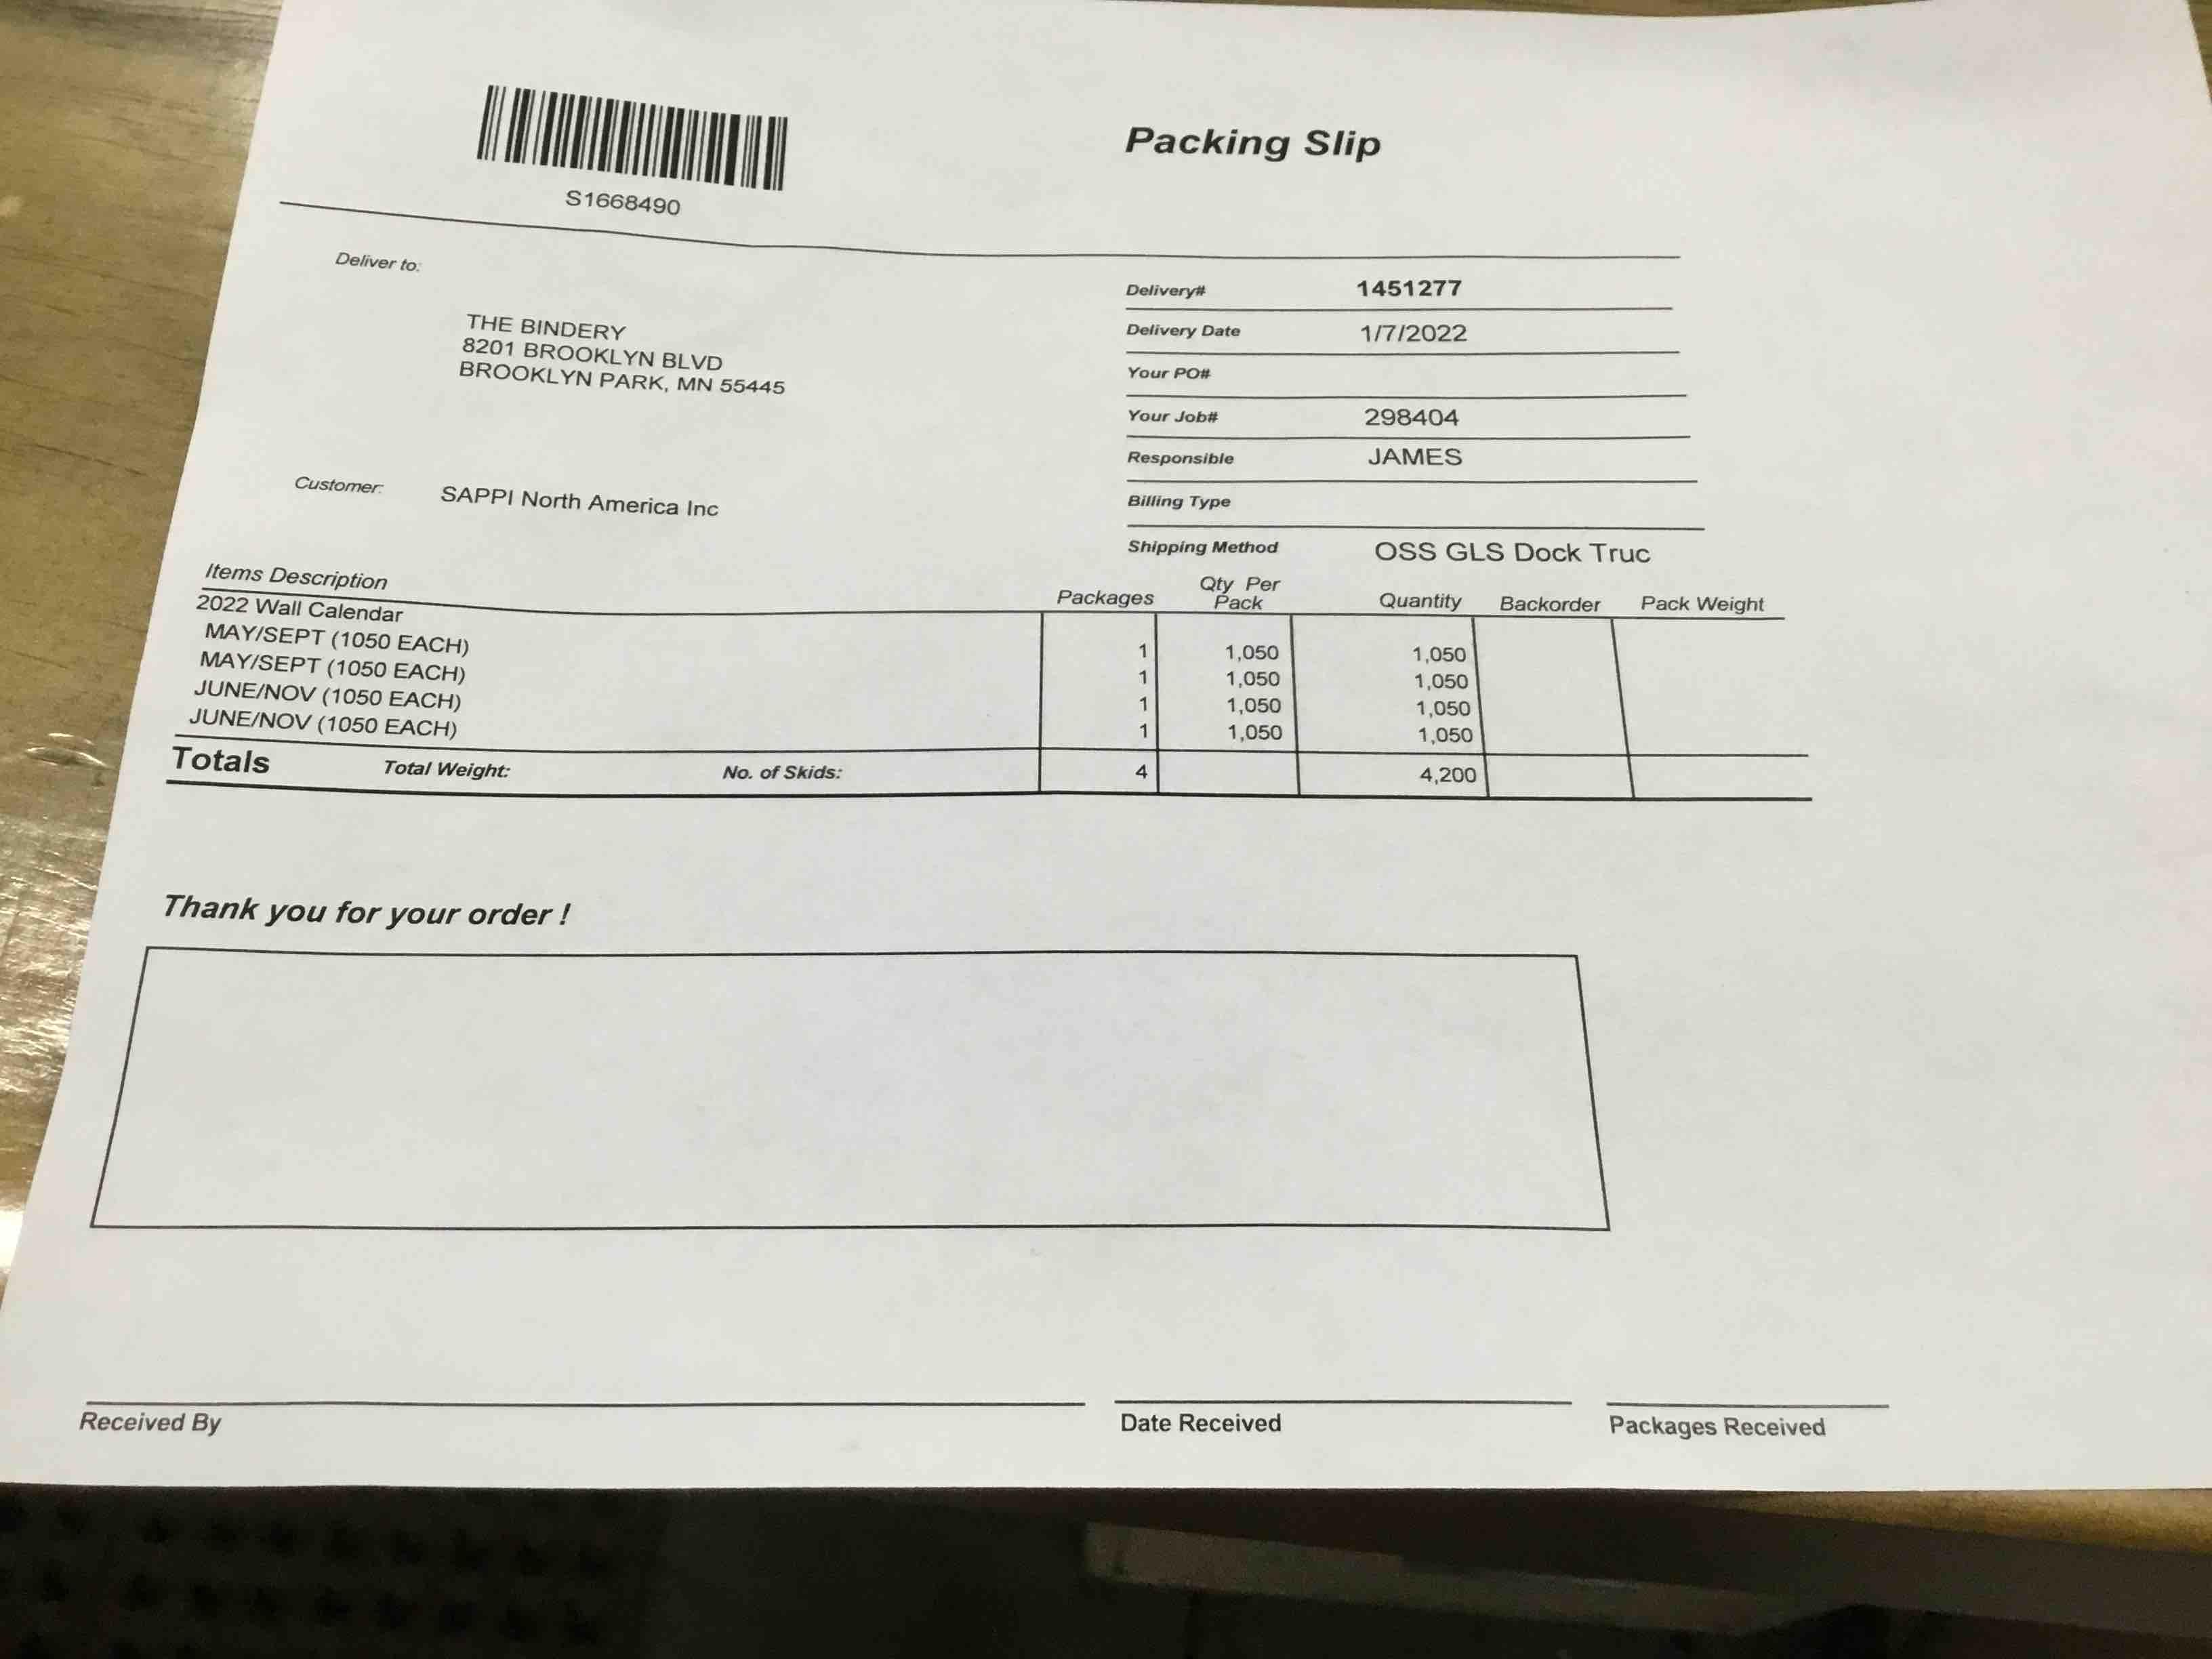 Packing Slip
S1668490
Deliver to:
THE BINDERY
8201 BROOKLYN BLVD
BROOKLYN PARK, MN 55445
Customer: SAPPI North America Inc
Delivery# 1451277
Delivery Date 1/7/2022
Your PO#
Your Job# 298404
Responsible JAMES
Billing Type
Shipping Method OSS GLS Dock Truc
Items Description Packages Qty Per Pack Quantity Backorder Pack Weight
2022 Wall Calendar
MAY/SEPT (1050 EACH) 1 1,050 1,050
MAY/SEPT (1050 EACH) 1 1,050 1,050
JUNE/NOV (1050 EACH) 1 1,050 1,050
JUNE/NOV (1050 EACH) 1 1,050 1,050
Totals Total Weight: No. of Skids: 4 4,200
Thank you for your order !
Received By Date Received Packages Received